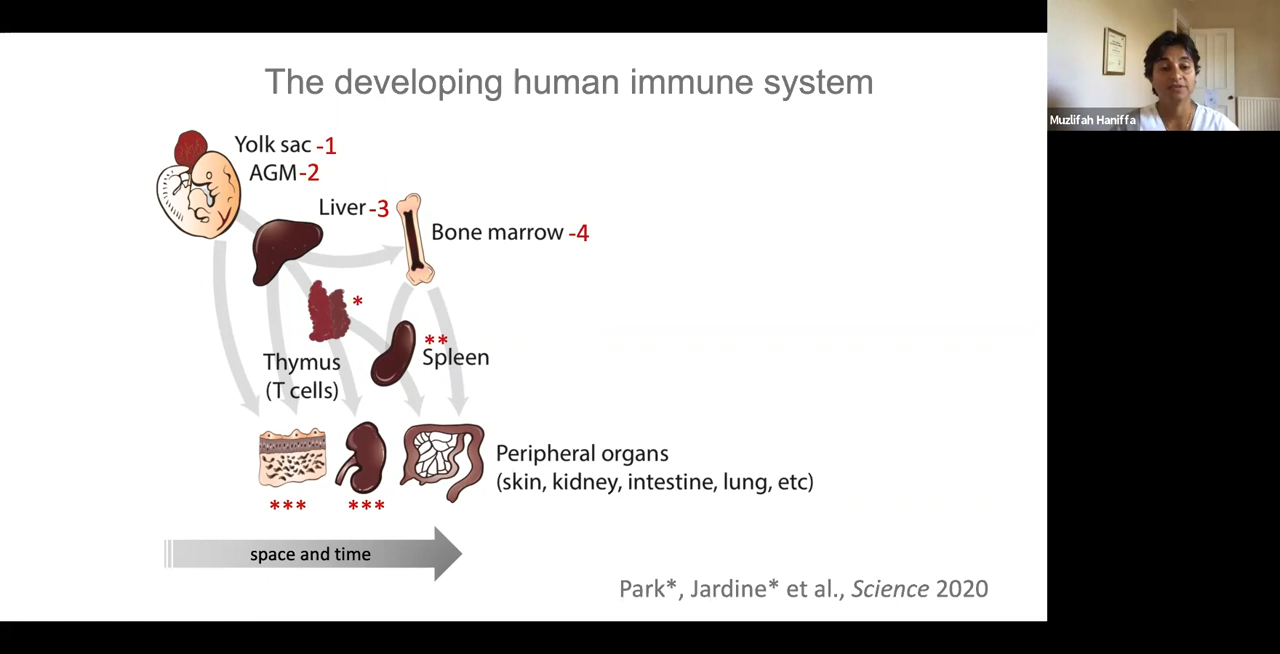 The developing human immune system
Muzlifah Haniffa
Yolk sac -1
AGM-2
Liver-3
Bone marrow -4
*
**
Thymus
(T cells)
Spleen
Peripheral organs
(skin, kidney, intestine, lung, etc)
*** ***
space and time
Park*, Jardine* et al., Science 2020